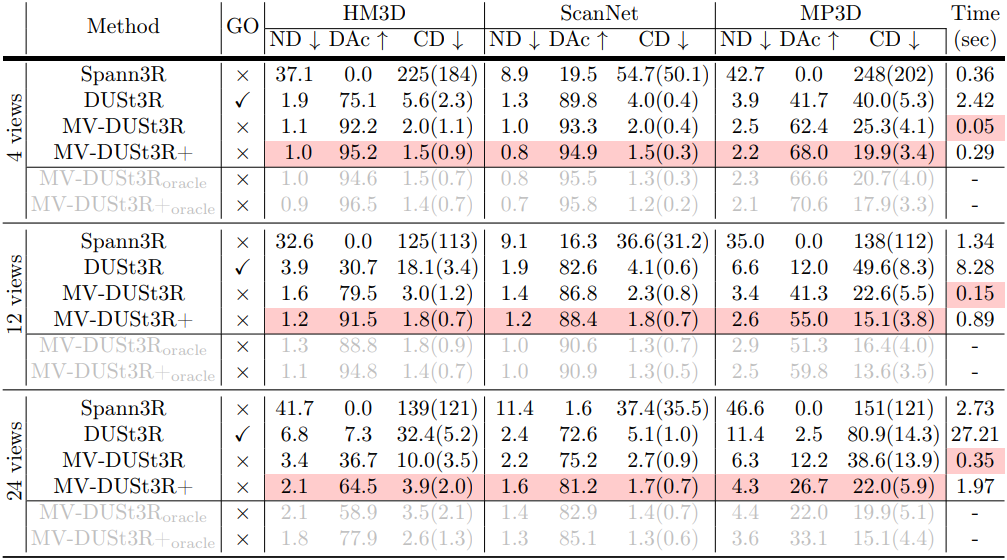 Method GO HM3D ScanNet MP3D Time
ND ↓ DAc ↑ CD ↓ ND ↓ DAc ↑ CD ↓ ND ↓ DAc ↑ CD ↓ (sec)
4 views
Spann3R × 37.1 0.0 225(184) 8.9 19.5 54.7(50.1) 42.7 0.0 248(202) 0.36
DUSt3R ✓ 1.9 75.1 5.6(2.3) 1.3 89.8 4.0(0.4) 3.9 41.7 40.0(5.3) 2.42
MV-DUSt3R × 1.1 92.2 2.0(1.1) 1.0 93.3 2.0(0.4) 2.5 62.4 25.3(4.1) 0.05
MV-DUSt3R+ × 1.0 95.2 1.5(0.9) 0.8 94.9 1.5(0.3) 2.2 68.0 19.9(3.4) 0.29
MV-DUSt3Roracle × 1.0 94.6 1.5(0.7) 0.8 95.5 1.3(0.3) 2.3 66.6 20.7(4.0) -
MV-DUSt3R+oracle × 0.9 96.5 1.4(0.7) 0.7 95.8 1.2(0.2) 2.1 70.6 17.9(3.3) -
12 views
Spann3R × 32.6 0.0 125(113) 9.1 16.3 36.6(31.2) 35.0 0.0 138(112) 1.34
DUSt3R ✓ 3.9 30.7 18.1(3.4) 1.9 82.6 4.1(0.6) 6.6 12.0 49.6(8.3) 8.28
MV-DUSt3R × 1.6 79.5 3.0(1.2) 1.4 86.8 2.3(0.8) 3.4 41.3 22.6(5.5) 0.15
MV-DUSt3R+ × 1.2 91.5 1.8(0.7) 1.2 88.4 1.8(0.7) 2.6 55.0 15.1(3.8) 0.89
MV-DUSt3Roracle × 1.3 88.8 1.8(0.9) 1.0 90.6 1.3(0.7) 2.9 51.3 16.4(4.0) -
MV-DUSt3R+oracle × 1.1 94.8 1.4(0.7) 1.0 90.9 1.3(0.5) 2.5 59.8 13.6(3.5) -
24 views
Spann3R × 41.7 0.0 139(121) 11.4 1.6 37.4(35.5) 46.6 0.0 151(121) 2.73
DUSt3R ✓ 6.8 7.3 32.4(5.2) 2.4 72.6 5.1(1.0) 11.4 2.5 80.9(14.3) 27.21
MV-DUSt3R × 3.4 36.7 10.0(3.5) 2.2 75.2 2.7(0.9) 6.3 12.2 38.6(13.9) 0.35
MV-DUSt3R+ × 2.1 64.5 3.9(2.0) 1.6 81.2 1.7(0.7) 4.3 26.7 22.0(5.9) 1.97
MV-DUSt3Roracle × 2.1 58.9 3.5(2.1) 1.4 82.9 1.4(0.7) 4.4 22.0 19.9(5.1) -
MV-DUSt3R+oracle × 1.8 77.9 2.6(1.3) 1.3 85.1 1.3(0.6) 3.6 33.1 15.1(4.4) -